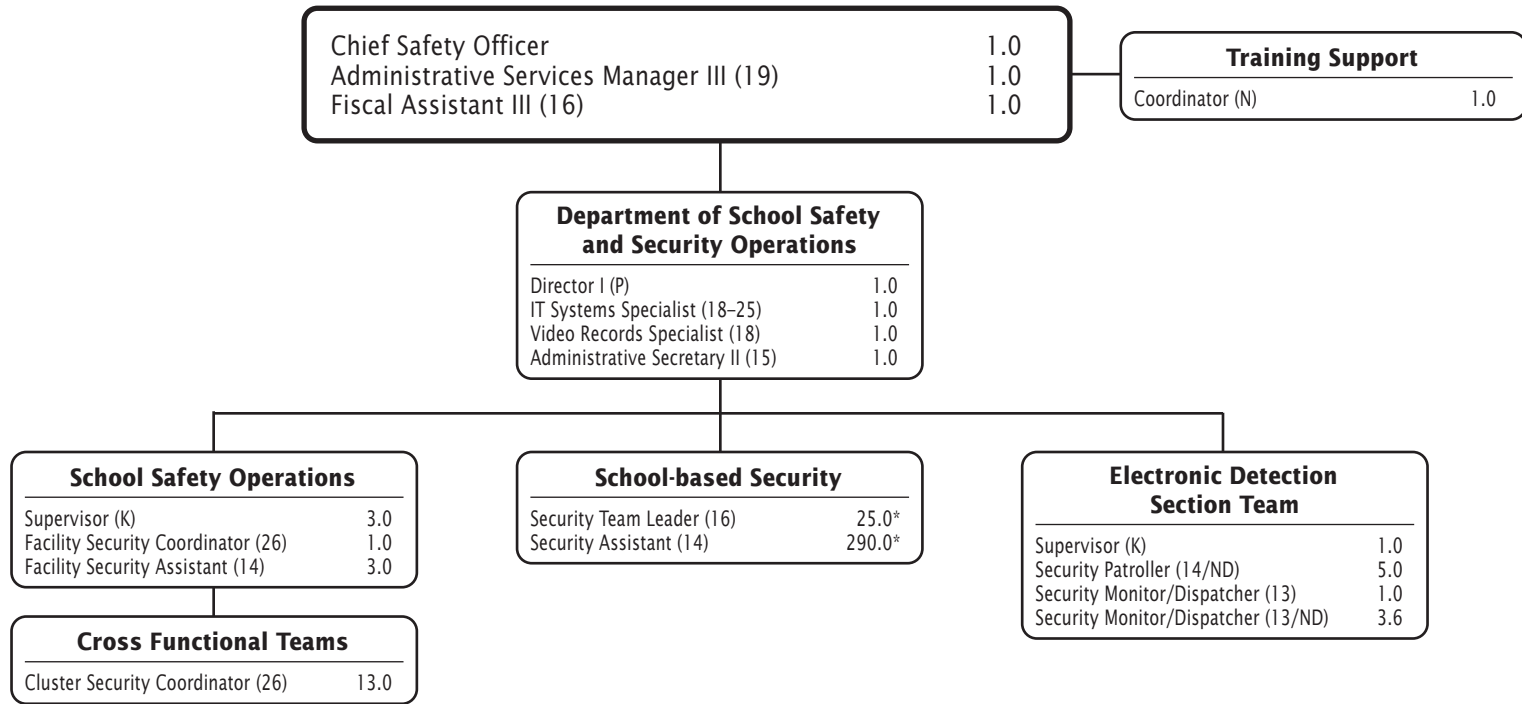 Chief Safety Officer 1.0
Administrative Services Manager III (19) 1.0
Fiscal Assistant III (16) 1.0
Training Support
Coordinator (N) 1.0
Department of School Safety
and Security Operations
Director I (P) 1.0
IT Systems Specialist (18–25) 1.0
Video Records Specialist (18) 1.0
Administrative Secretary II (15) 1.0
School Safety Operations
Supervisor (K) 3.0
Facility Security Coordinator (26) 1.0
Facility Security Assistant (14) 3.0
Cross Functional Teams
Cluster Security Coordinator (26) 13.0
School-based Security
Security Team Leader (16) 25.0*
Security Assistant (14) 290.0*
Electronic Detection
Section Team
Supervisor (K) 1.0
Security Patroller (14/ND) 5.0
Security Monitor/Dispatcher (13) 1.0
Security Monitor/Dispatcher (13/ND) 3.6